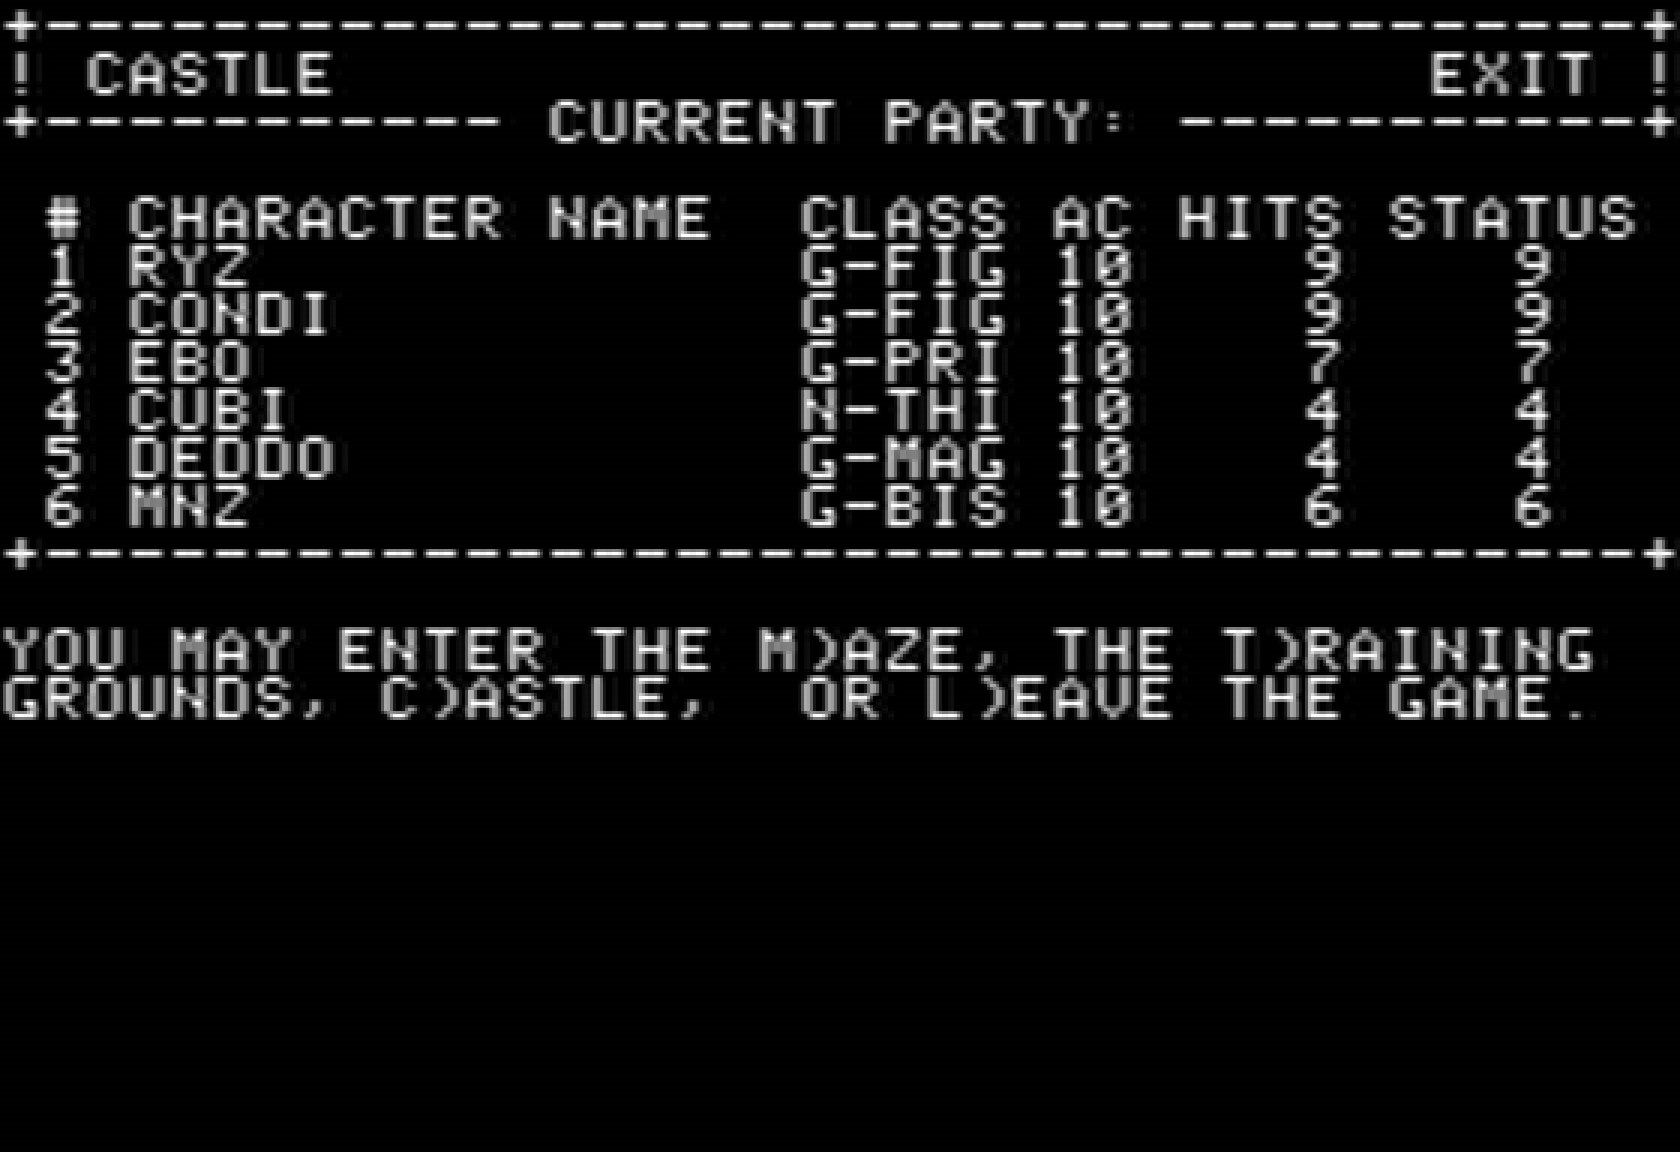 +--------------------------------------+
! CASTLE                          EXIT !
+----------- CURRENT PARTY: -----------+
# CHARACTER NAME  CLASS AC HITS STATUS
1 RYZ             G-FIG 10    9    9
2 CONDI           G-FIG 10    9    9
3 EBO             G-PRI 10    7    7
4 CUBI            N-THI 10    4    4
5 DEDDO           G-MAG 10    4    4
6 MNZ             G-BIS 10    6    6
+--------------------------------------+
YOU MAY ENTER THE M)AZE, THE T)RAINING
GROUNDS, C)ASTLE,  OR L)EAVE THE GAME.